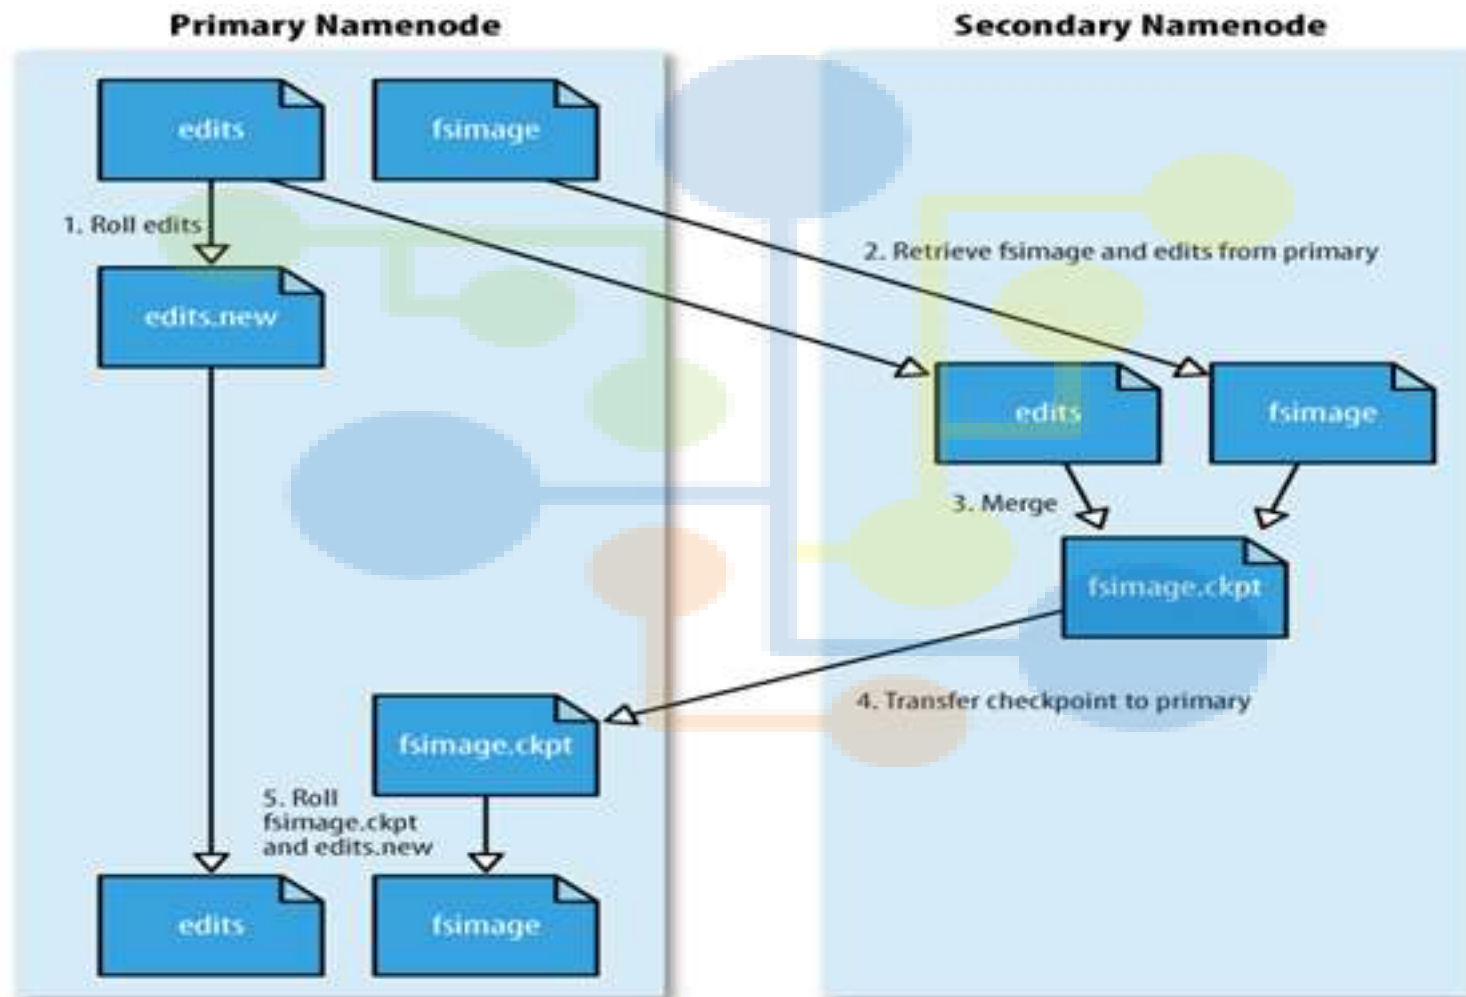 Primary Namenode
Secondary Namenode
edits
fsimage
1. Roll edits
2. Retrieve fsimage and edits from primary
edits.new
edits
fsimage
3. Merge
fsimage.ckpt
4. Transfer checkpoint to primary
fsimage.ckpt
5. Roll
fsimage.ckpt
and edits.new
edits
fsimage